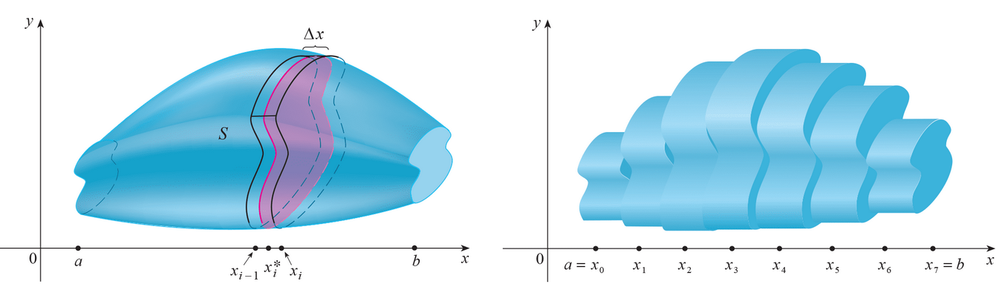 y
Δx
S
0
a
x_{i-1}
x_i^*
x_i
b
x
y
0
a = x_0
x_1
x_2
x_3
x_4
x_5
x_6
x_7 = b
x